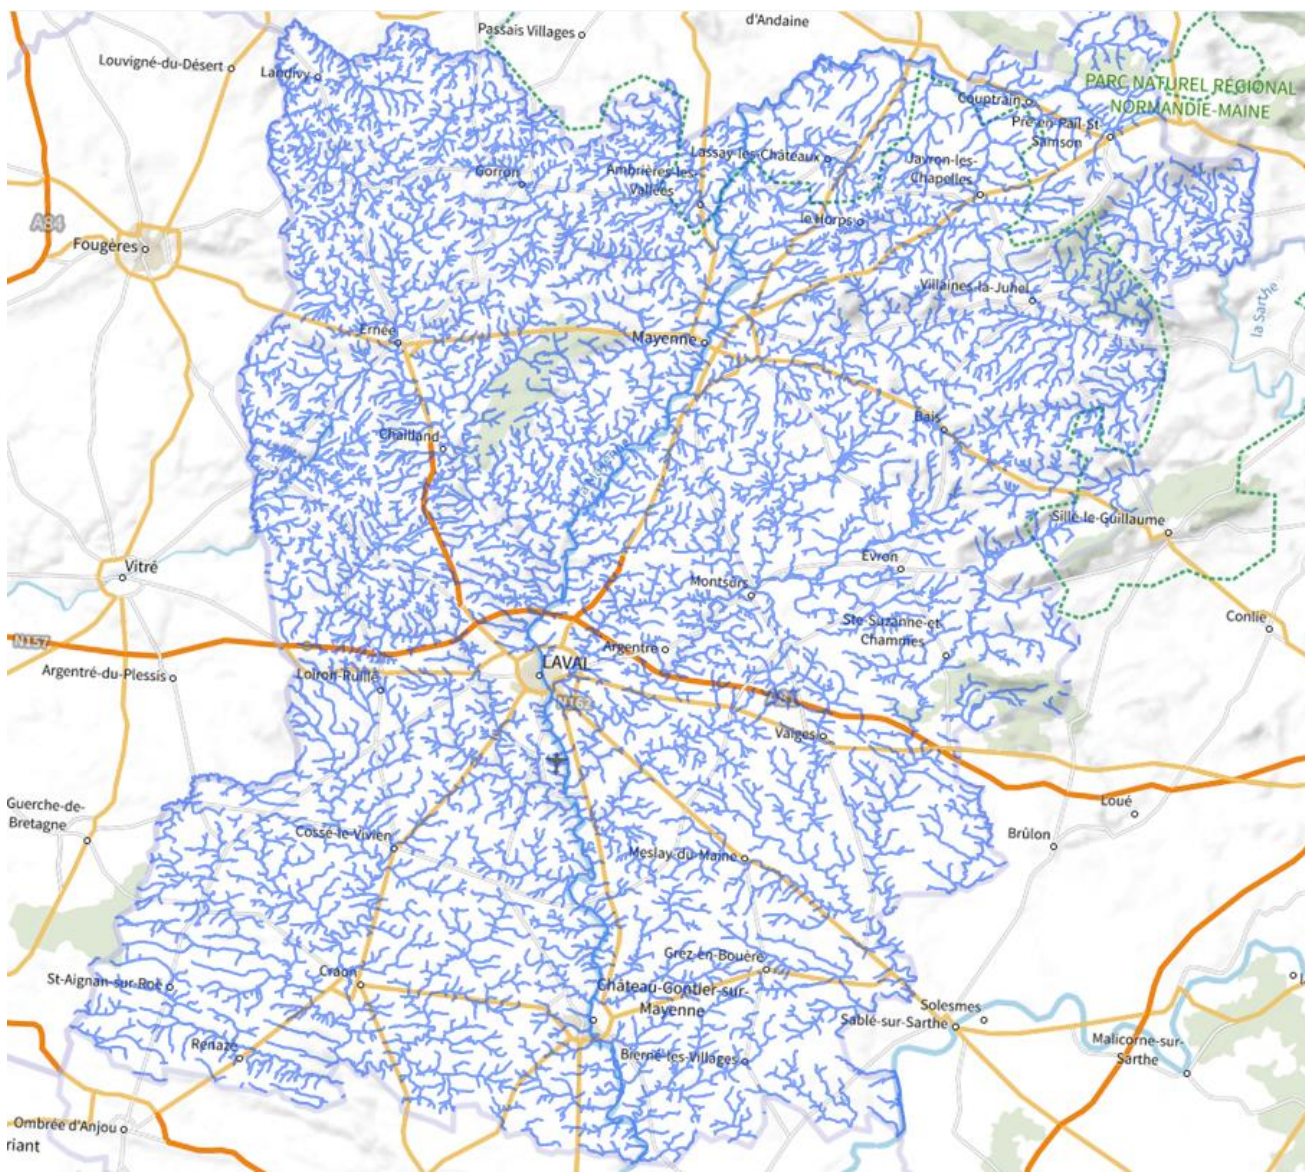 Passais Villages
d'Andaine
Louvigné-du-Désert
Landivy
PARC NATUREL RÉGIONAL
NORMANDIE-MAINE
Couptrain
Pré-en-Pail-St-
Samson
Lassay-les-Châteaux
Javron-les-
Chapelles
Gorron
Ambrières-les-
Vallées
le Horps
A84
Fougères
Villaines-la-Juhel
la Sarthe
Ernée
Mayenne
Bais
Chailland
Sillé-le-Guillaume
Vitré
Evron
Montsûrs
Ste-Suzanne-et-
Chammes
Conlie
N157
Argentré
Argentré-du-Plessis
Loiron-Ruillé
LAVAL
N162
A81
Vaiges
Guerche-de-
Bretagne
Loué
Cossé-le-Vivien
Brûlon
Meslay-du-Maine
Grez-en-Bouère
St-Aignan-sur-Roë
Craon
Château-Gontier-sur-
Mayenne
Solesmes
Sablé-sur-Sarthe
Renazé
Bierné-les-Villages
Malicorne-sur-
Sarthe
Ombrée d'Anjou
riant